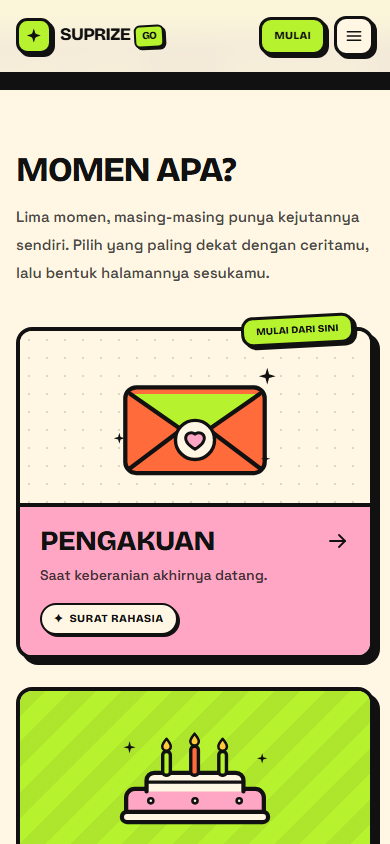 SUPRIZE GO
MULAI
MOMEN APA?
Lima momen, masing-masing punya kejutannya
sendiri. Pilih yang paling dekat dengan ceritamu,
lalu bentuk halamannya sesukamu.
MULAI DARI SINI
PENGAKUAN
Saat keberanian akhirnya datang.
SURAT RAHASIA